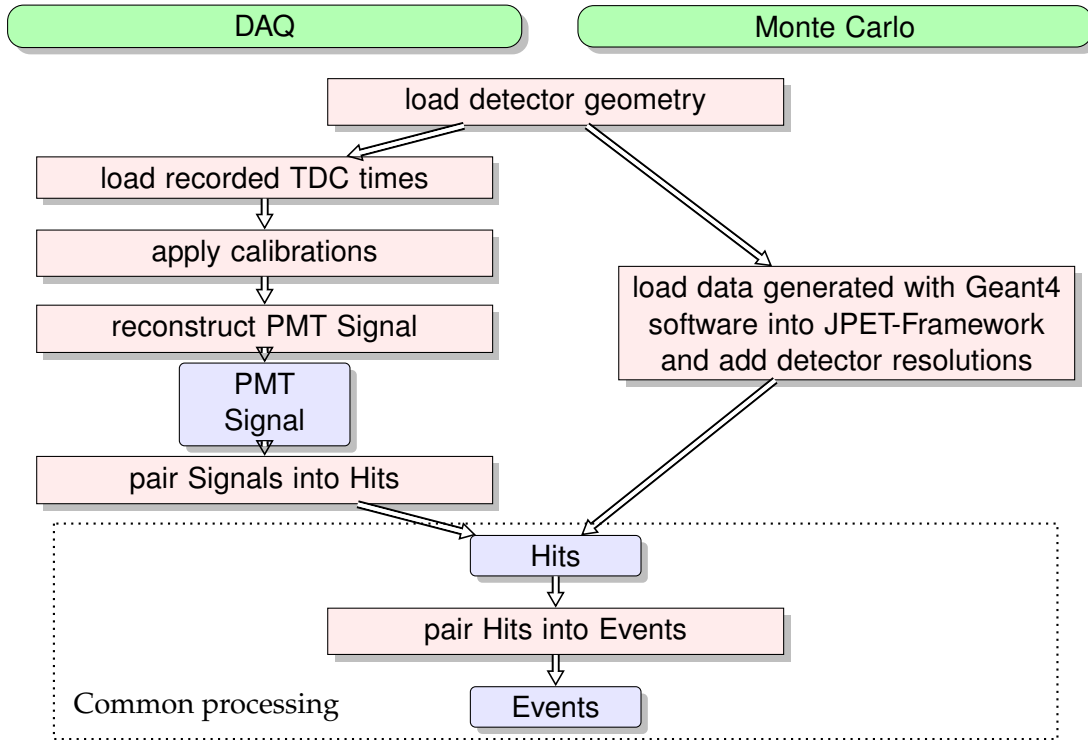 DAQ
Monte Carlo
load detector geometry
load recorded TDC times
apply calibrations
reconstruct PMT Signal
load data generated with Geant4
software into JPET-Framework
and add detector resolutions
PMT
Signal
pair Signals into Hits
Hits
pair Hits into Events
Events
Common processing